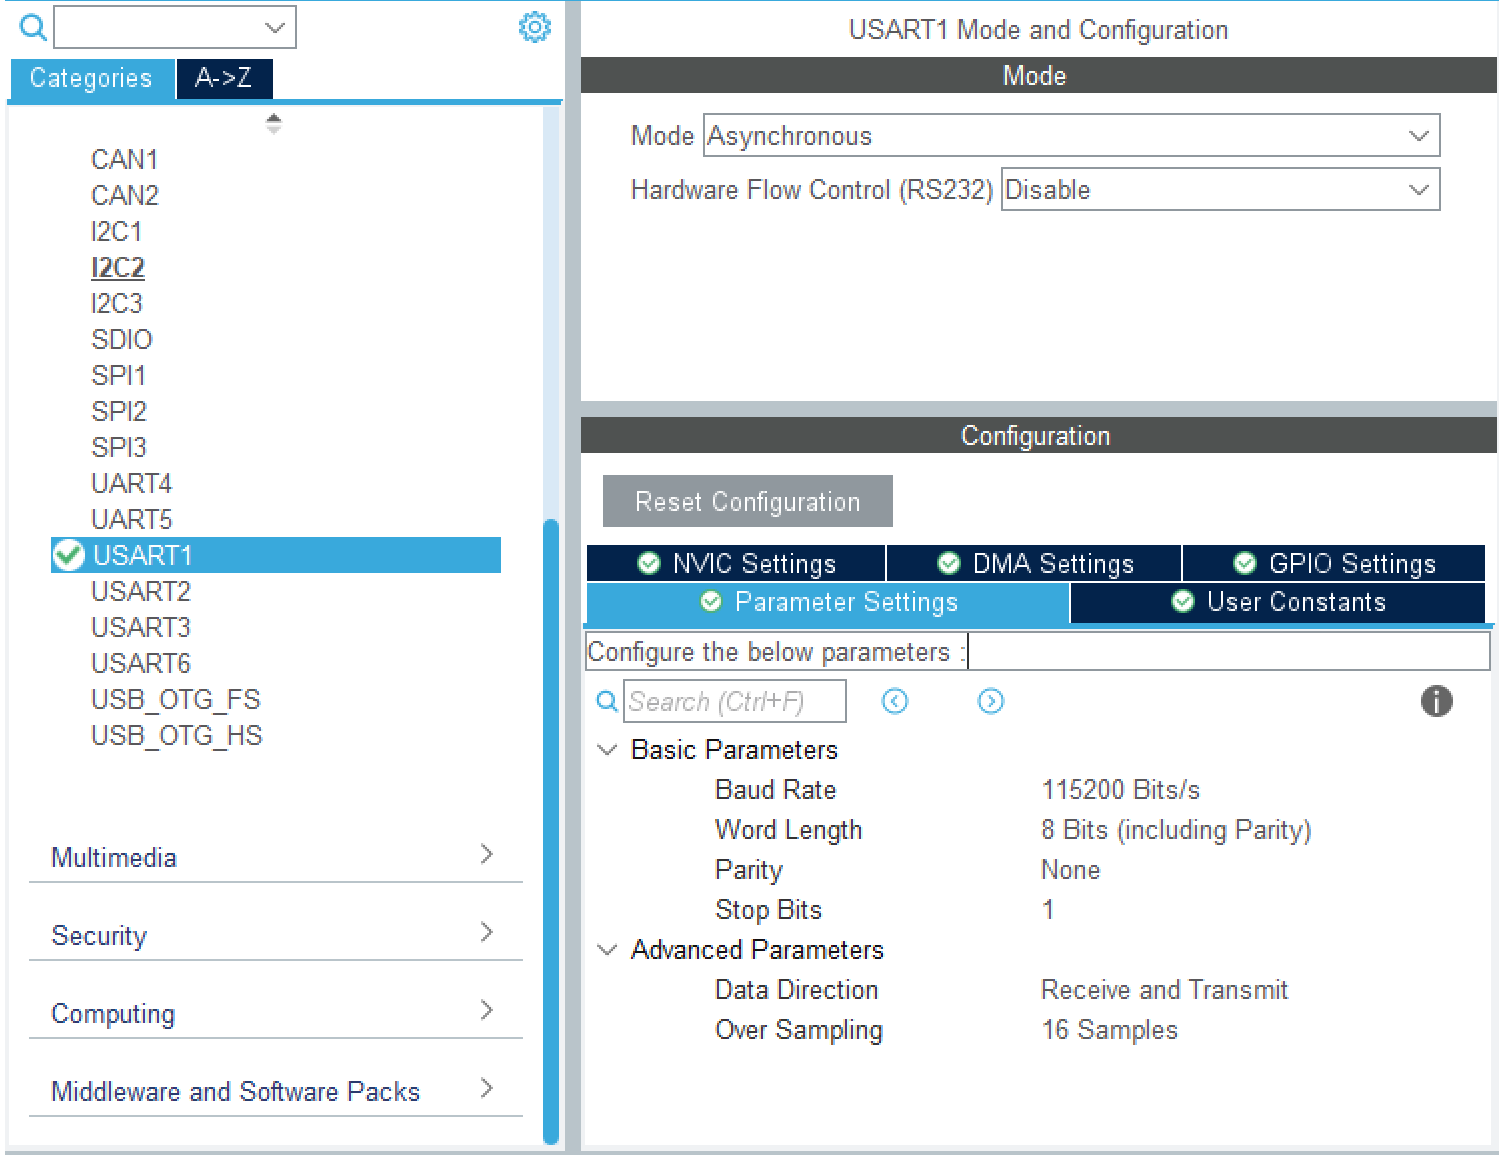 Categories
A->Z
CAN1
CAN2
I2C1
I2C2
I2C3
SDIO
SPI1
SPI2
SPI3
UART4
UART5
USART1
USART2
USART3
USART6
USB_OTG_FS
USB_OTG_HS
Multimedia
Security
Computing
Middleware and Software Packs
USART1 Mode and Configuration
Mode
Mode Asynchronous
Hardware Flow Control (RS232) Disable
Configuration
Reset Configuration
NVIC Settings
DMA Settings
GPIO Settings
Parameter Settings
User Constants
Configure the below parameters :
Search (Ctrl+F)
Basic Parameters
Baud Rate 115200 Bits/s
Word Length 8 Bits (including Parity)
Parity None
Stop Bits 1
Advanced Parameters
Data Direction Receive and Transmit
Over Sampling 16 Samples